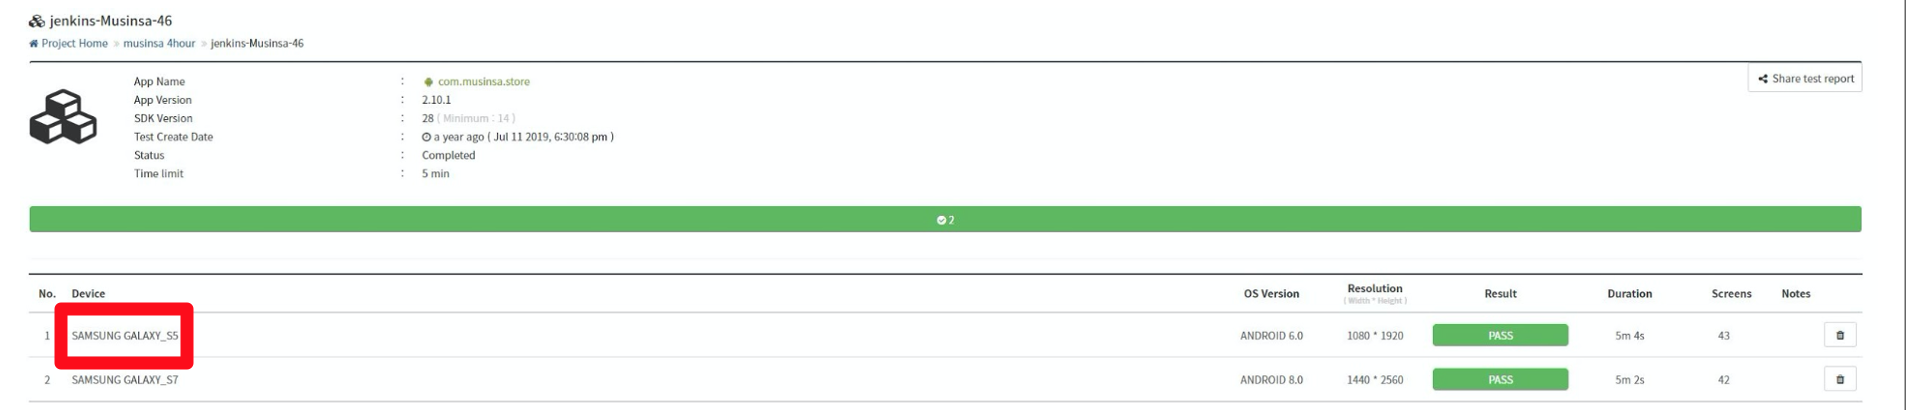 jenkins-Musinsa-46
Project Home » musinsa 4hour » jenkins-Musinsa-46
Share test report
App Name : com.musinsa.store
App Version : 2.10.1
SDK Version : 28 ( Minimum : 14 )
Test Create Date : a year ago ( Jul 11 2019, 6:30:08 pm )
Status : Completed
Time limit : 5 min
2
No. Device OS Version Resolution ( Width * Height ) Result Duration Screens Notes
1 SAMSUNG GALAXY_S5 ANDROID 6.0 1080 * 1920 PASS 5m 4s 43
2 SAMSUNG GALAXY_S7 ANDROID 8.0 1440 * 2560 PASS 5m 2s 42